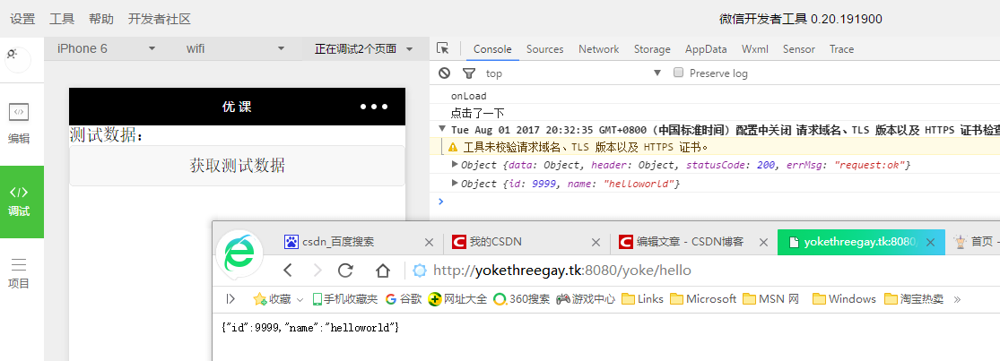 设置 工具 帮助 开发者社区 微信开发者工具 0.20.191900
iPhone 6 wifi 正在调试2个页面 Console Sources Network Storage AppData Wxml Sensor Trace
top Preserve log
优课
测试数据：
获取测试数据
编辑
调试
项目
onLoad
点击了一下
Tue Aug 01 2017 20:32:35 GMT+0800 (中国标准时间) 配置中关闭 请求域名、TLS 版本以及 HTTPS 证书检查
工具未校验请求域名、TLS 版本以及 HTTPS 证书。
Object {data: Object, header: Object, statusCode: 200, errMsg: "request:ok"}
Object {id: 9999, name: "helloworld"}
csdn_百度搜索 我的CSDN 编辑文章 - CSDN博客 yokethreegay.tk:8080 首页 -
http://yokethreegay.tk:8080/yoke/hello
收藏 手机收藏夹 谷歌 网址大全 360搜索 游戏中心 Links Microsoft MSN 网 Windows 淘宝热卖 »
{"id":9999,"name":"helloworld"}